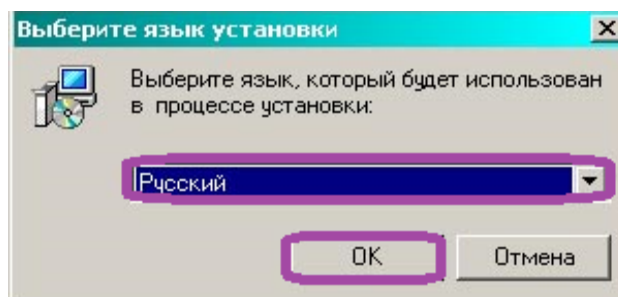 Выберите язык установки
Выберите язык, который будет использован
в процессе установки:
Русский
OK
Отмена